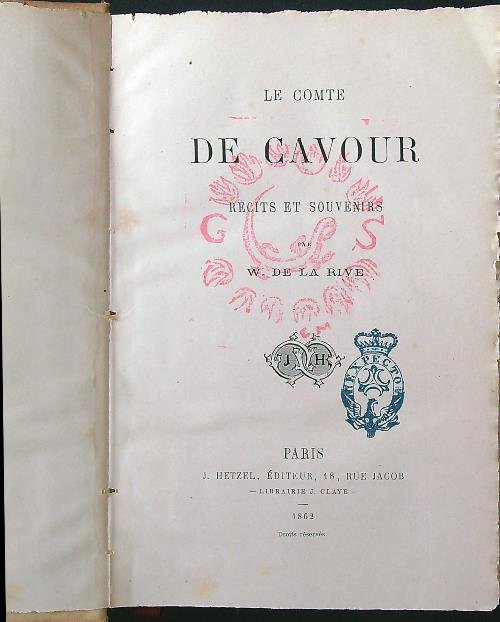 LE COMTE
DE CAVOUR
RÉCITS ET SOUVENIRS
PAR
W. DE LA RIVE
G S
C M
J H
EXPECTO
PARIS
J. HETZEL, ÉDITEUR, 18, RUE JACOB
— LIBRAIRIE J. CLAYE —
1862
Droits réservés